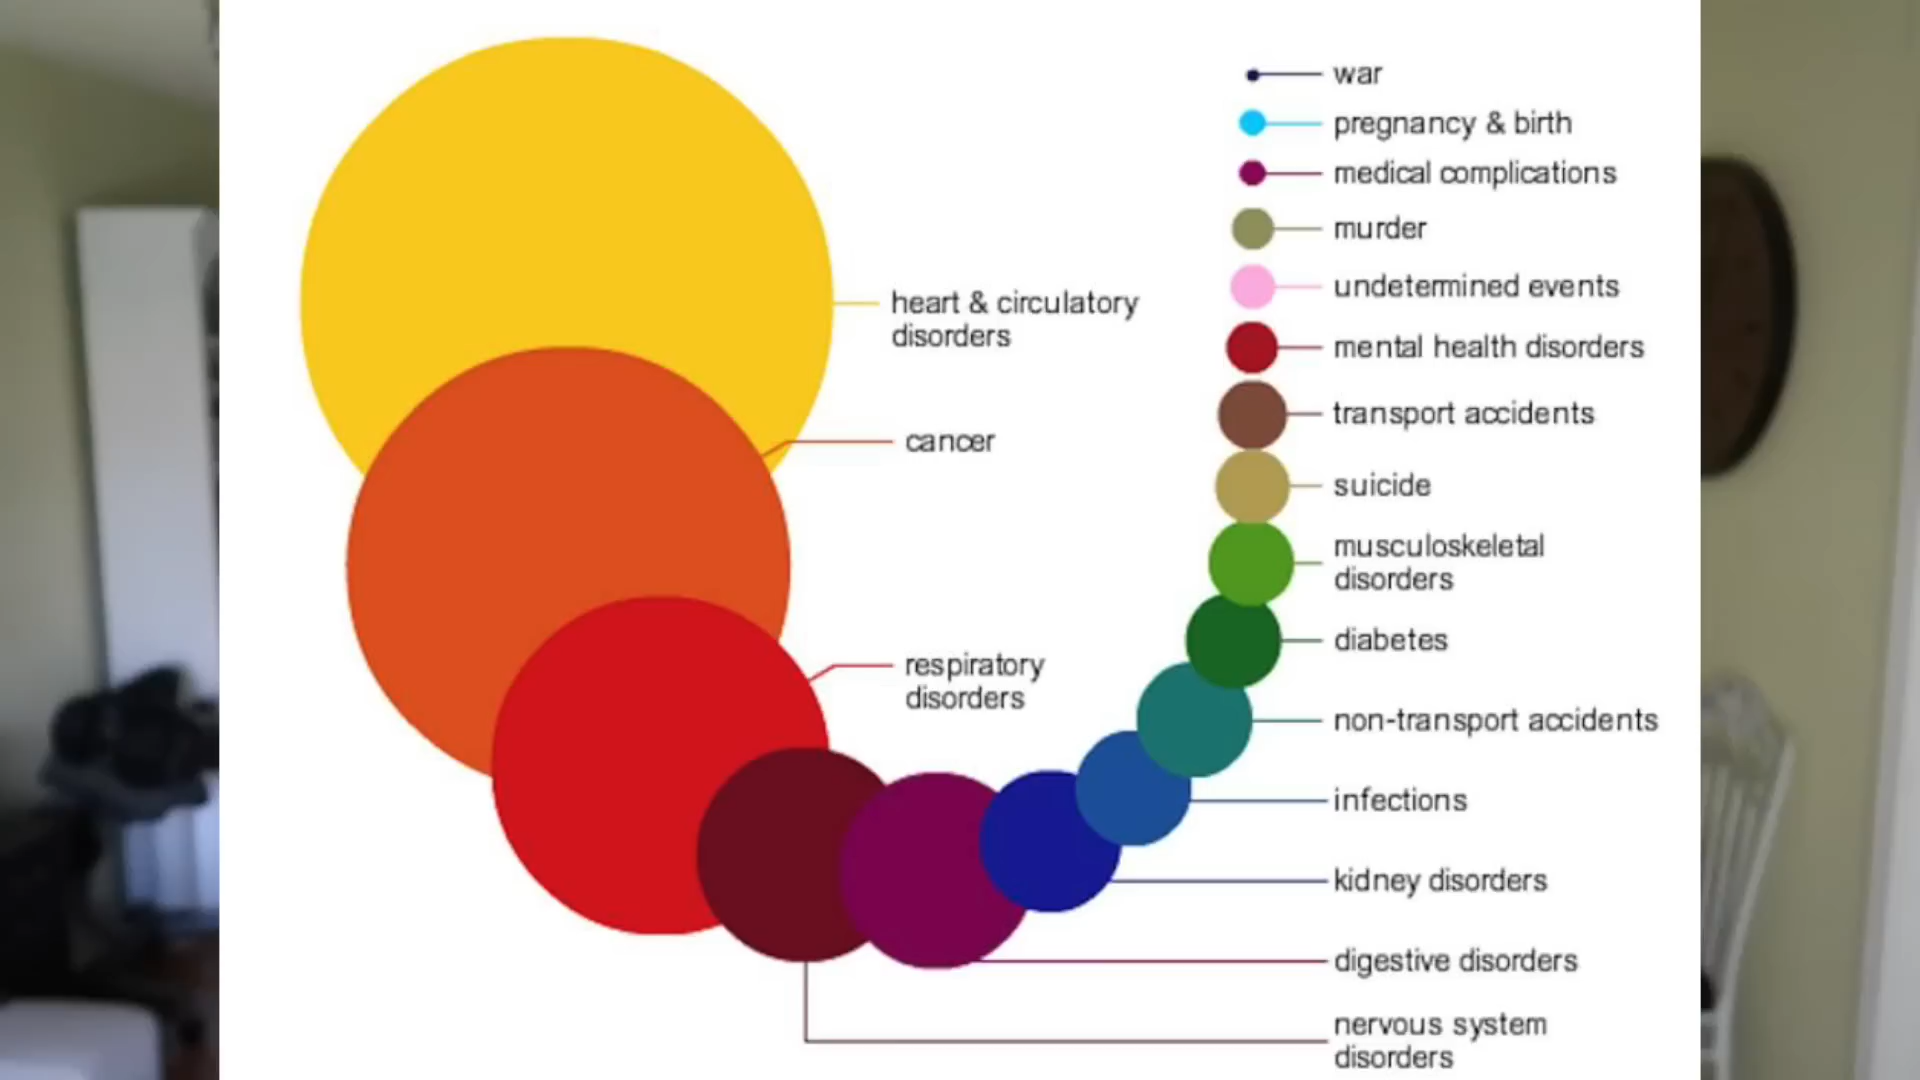 heart & circulatory
disorders
cancer
respiratory
disorders
war
pregnancy & birth
medical complications
murder
undetermined events
mental health disorders
transport accidents
suicide
musculoskeletal
disorders
diabetes
non-transport accidents
infections
kidney disorders
digestive disorders
nervous system
disorders